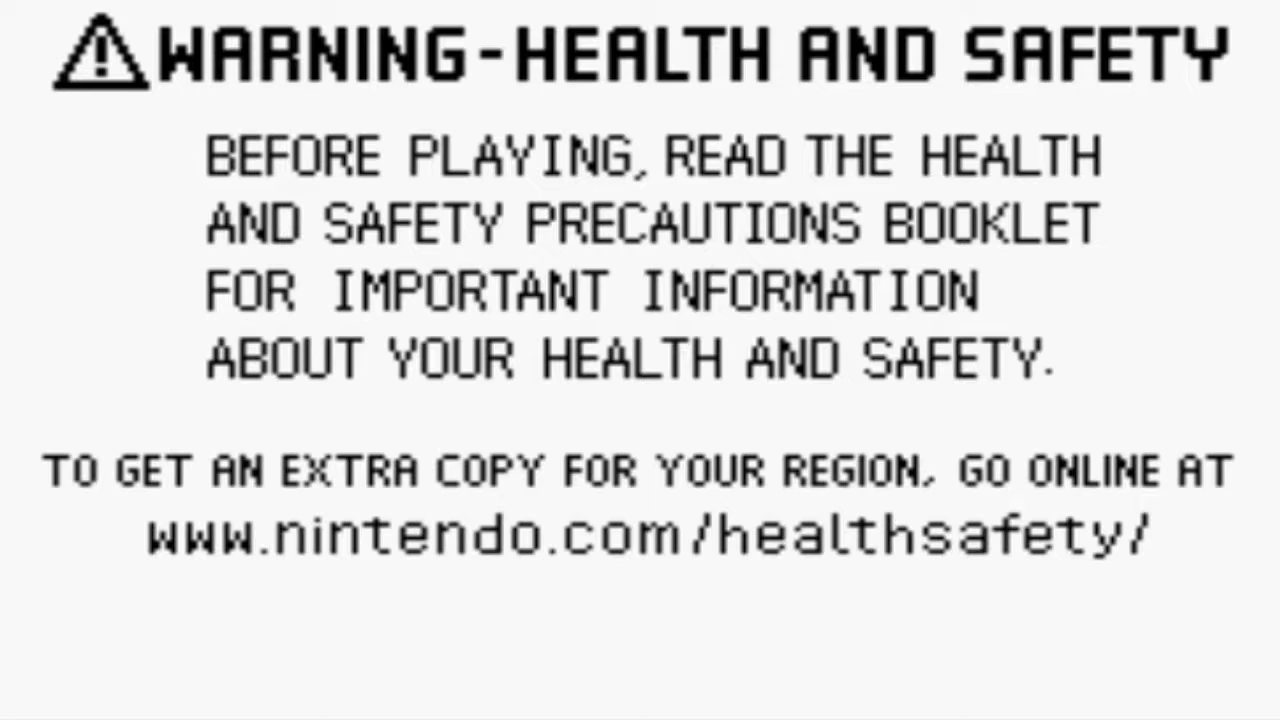 ⚠WARNING-HEALTH AND SAFETY
BEFORE PLAYING, READ THE HEALTH
AND SAFETY PRECAUTIONS BOOKLET
FOR IMPORTANT INFORMATION
ABOUT YOUR HEALTH AND SAFETY.
TO GET AN EXTRA COPY FOR YOUR REGION, GO ONLINE AT
www.nintendo.com/healthsafety/